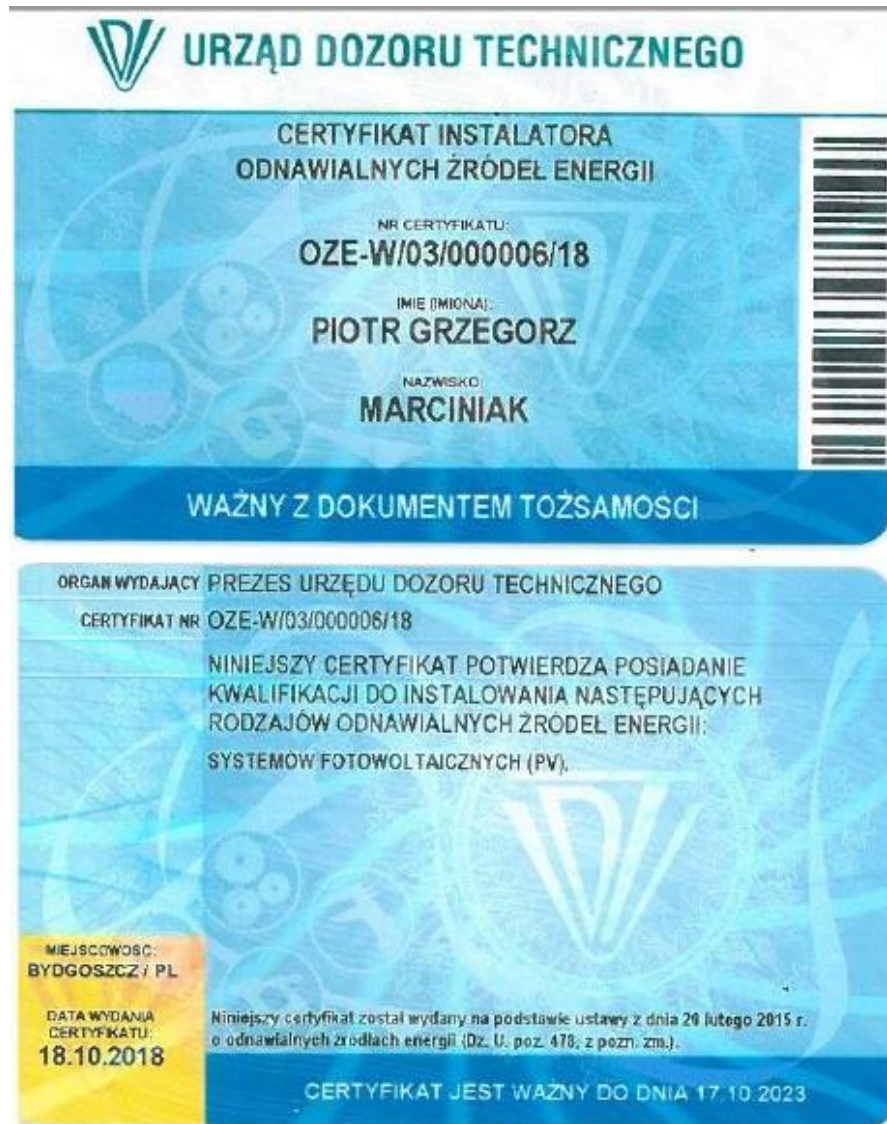 URZĄD DOZORU TECHNICZNEGO
CERTYFIKAT INSTALATORA
ODNAWIALNYCH ŹRÓDEŁ ENERGII
NR CERTYFIKATU:
OZE-W/03/000006/18
IMIĘ (IMIONA):
PIOTR GRZEGORZ
NAZWISKO:
MARCINIAK
WAŻNY Z DOKUMENTEM TOŻSAMOŚCI
ORGAN WYDAJĄCY PREZES URZĘDU DOZORU TECHNICZNEGO
CERTYFIKAT NR OZE-W/03/000006/18
NINIEJSZY CERTYFIKAT POTWIERDZA POSIADANIE
KWALIFIKACJI DO INSTALOWANIA NASTĘPUJĄCYCH
RODZAJÓW ODNAWIALNYCH ŹRÓDEŁ ENERGII:
SYSTEMÓW FOTOWOLTAICZNYCH (PV).
MIEJSCOWOŚĆ:
BYDGOSZCZ / PL
DATA WYDANIA
CERTYFIKATU:
18.10.2018
Niniejszy certyfikat został wydany na podstawie ustawy z dnia 20 lutego 2015 r.
o odnawialnych źródłach energii (Dz. U. poz. 478, z pozn. zm.).
CERTYFIKAT JEST WAŻNY DO DNIA 17.10.2023